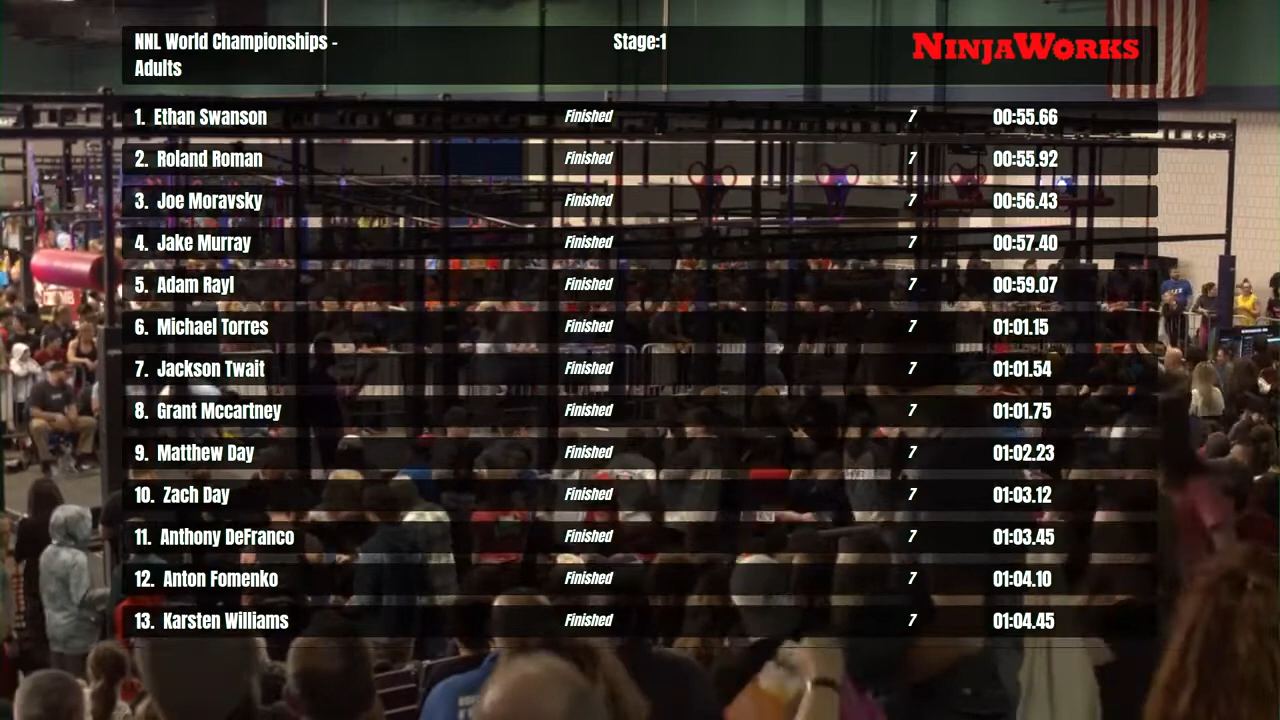 NNL World Championships -
Adults
Stage:1
NINJAWORKS
1. Ethan Swanson Finished 7 00:55.66
2. Roland Roman Finished 7 00:55.92
3. Joe Moravsky Finished 7 00:56.43
4. Jake Murray Finished 7 00:57.40
5. Adam Rayl Finished 7 00:59.07
6. Michael Torres Finished 7 01:01.15
7. Jackson Twait Finished 7 01:01.54
8. Grant Mccartney Finished 7 01:01.75
9. Matthew Day Finished 7 01:02.23
10. Zach Day Finished 7 01:03.12
11. Anthony DeFranco Finished 7 01:03.45
12. Anton Fomenko Finished 7 01:04.10
13. Karsten Williams Finished 7 01:04.45